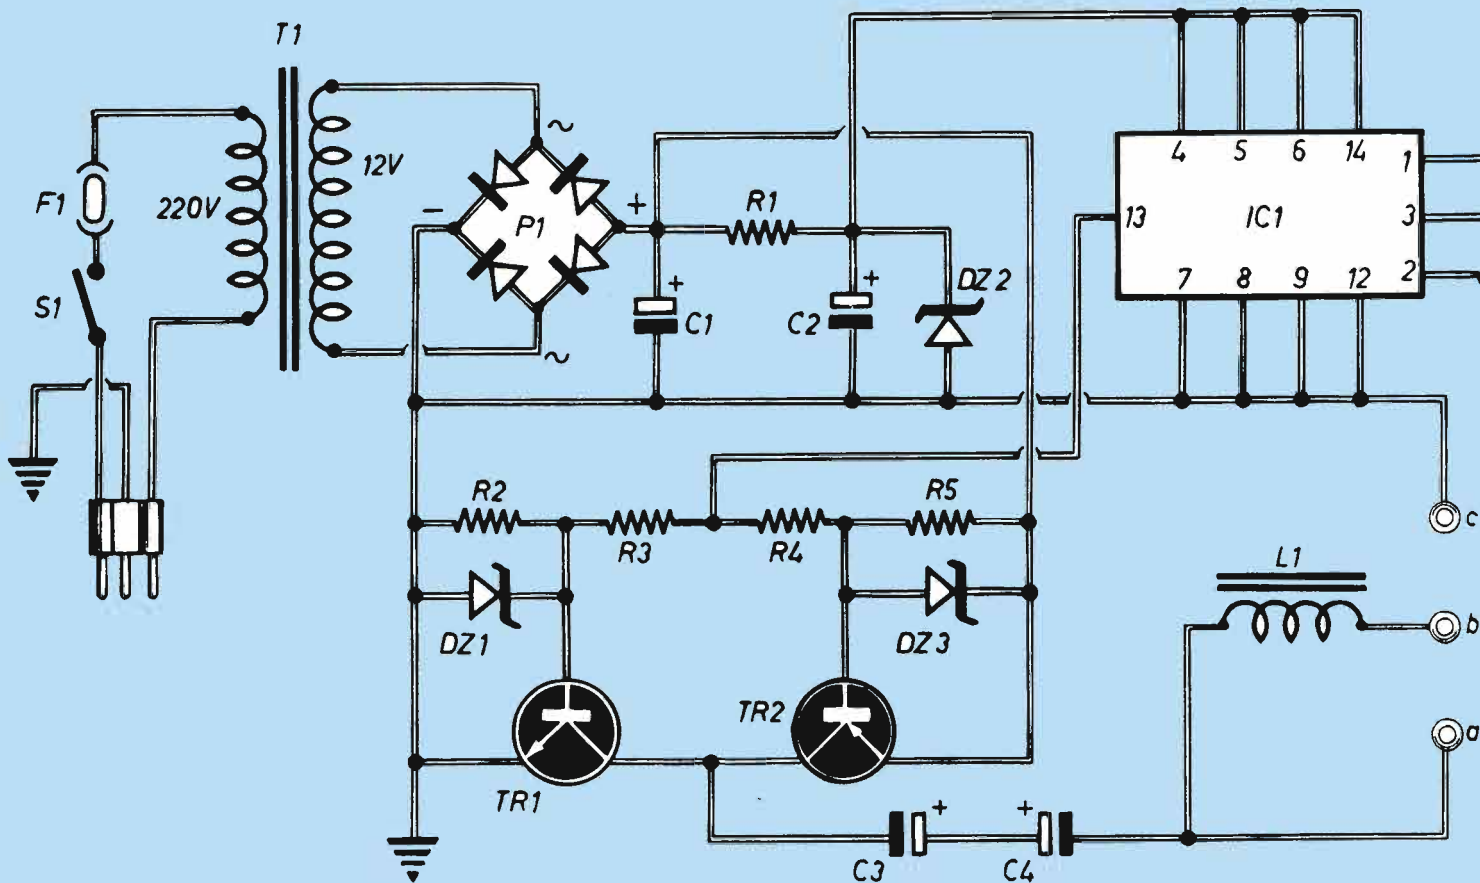 T1
F1
220V
12V
S1
~
P1
-
+
~
R1
+
C1
+
C2
DZ2
4 5 6 14
13 IC1 1
3
2
7 8 9 12
R2
R3
R4
R5
DZ1
DZ3
TR1
TR2
+
C3
+
C4
L1
c
b
a